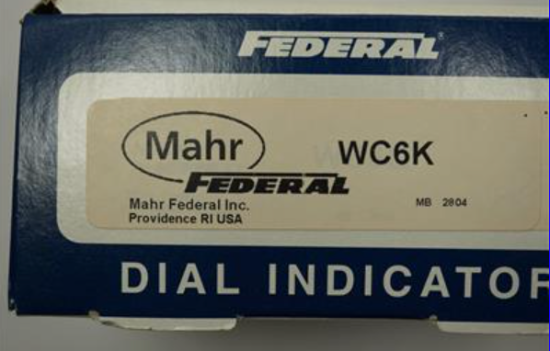 FEDERAL®
Mahr
FEDERAL
WC6K
Mahr Federal Inc.
Providence RI USA
MB 2804
DIAL INDICATOR